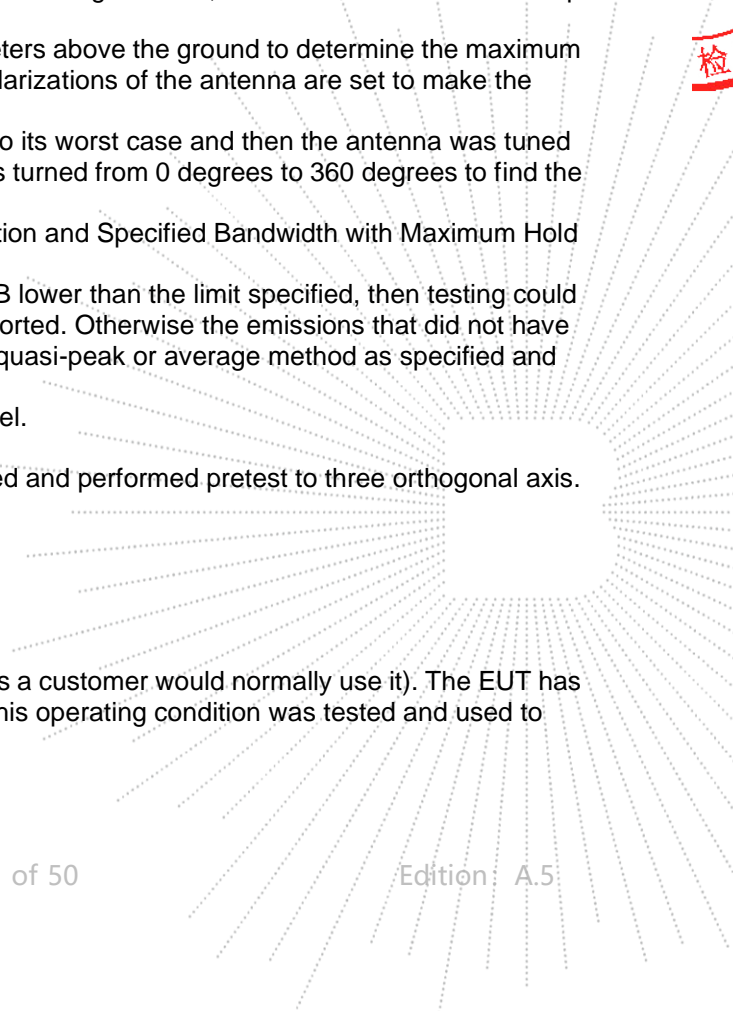 eters above the ground to determine the maximum
larizations of the antenna are set to make the
o its worst case and then the antenna was tuned
s turned from 0 degrees to 360 degrees to find the
tion and Specified Bandwidth with Maximum Hold
B lower than the limit specified, then testing could
orted. Otherwise the emissions that did not have
quasi-peak or average method as specified and
el.
ed and performed pretest to three orthogonal axis.
s a customer would normally use it). The EUT has
his operating condition was tested and used to
of 50 Edition: A.5
检